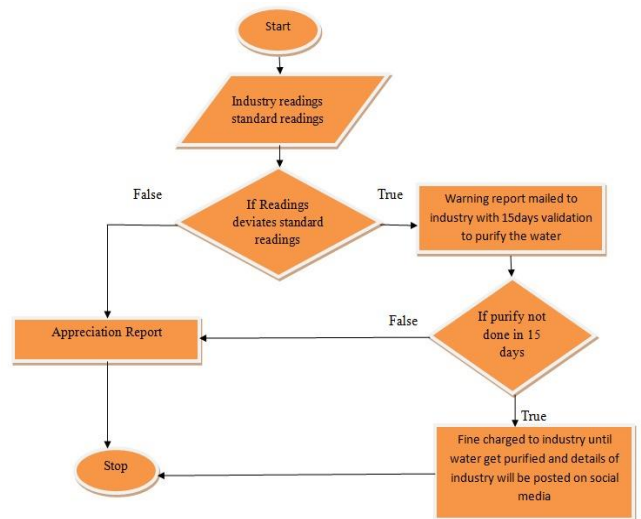 Start
Industry readings
standard readings
False
True
If Readings
deviates standard
readings
Warning report mailed to
industry with 15days validation
to purify the water
Appreciation Report
False
If purify not
done in 15
days
True
Stop
Fine charged to industry until
water get purified and details of
industry will be posted on social
media